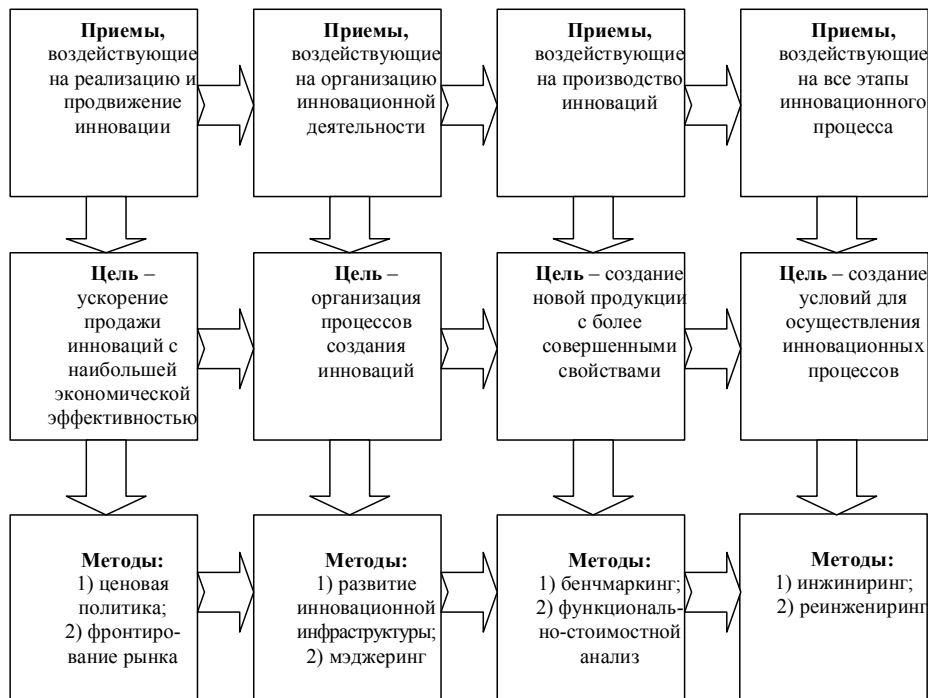 Приемы,
воздействующие
на реализацию и
продвижение
инновации
Приемы,
воздействующие
на организацию
инновационной
деятельности
Приемы,
воздействующие
на производство
инноваций
Приемы,
воздействующие
на все этапы
инновационного
процесса
Цель –
ускорение
продажи
инноваций с
наибольшей
экономической
эффективностью
Цель –
организация
процессов
создания
инноваций
Цель – создание
новой продукции
с более
совершенными
свойствами
Цель – создание
условий для
осуществления
инновационных
процессов
Методы:
1) ценовая
политика;
2) фронтиро-
вание рынка
Методы:
1) развитие
инновационной
инфраструктуры;
2) мэджеринг
Методы:
1) бенчмаркинг;
2) функциональ-
но-стоимостной
анализ
Методы:
1) инжиниринг;
2) реинжениринг